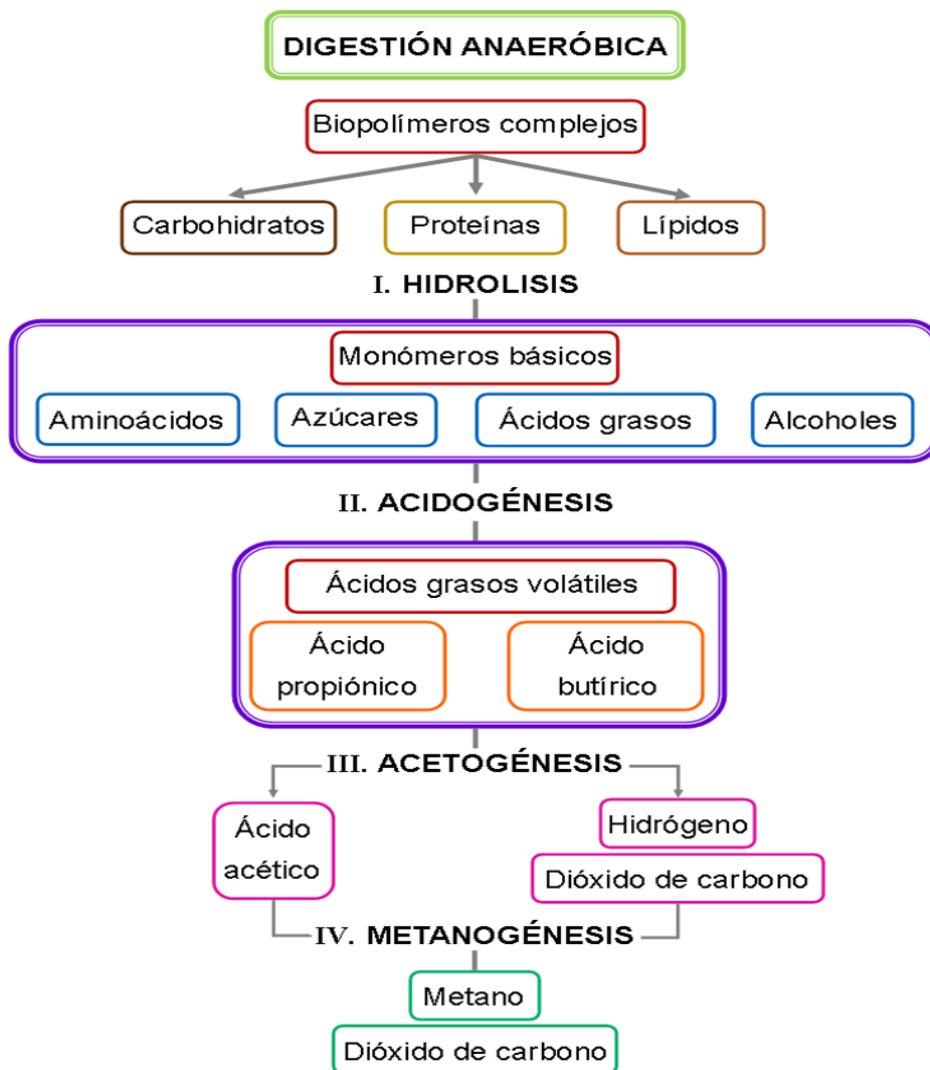 DIGESTIÓN ANAERÓBICA
Biopolímeros complejos
Carbohidratos
Proteínas
Lípidos
I. HIDROLISIS
Monómeros básicos
Aminoácidos
Azúcares
Ácidos grasos
Alcoholes
II. ACIDOGÉNESIS
Ácidos grasos volátiles
Ácido
propiónico
Ácido
butírico
III. ACETOGÉNESIS
Ácido
acético
Hidrógeno
Dióxido de carbono
IV. METANOGÉNESIS
Metano
Dióxido de carbono